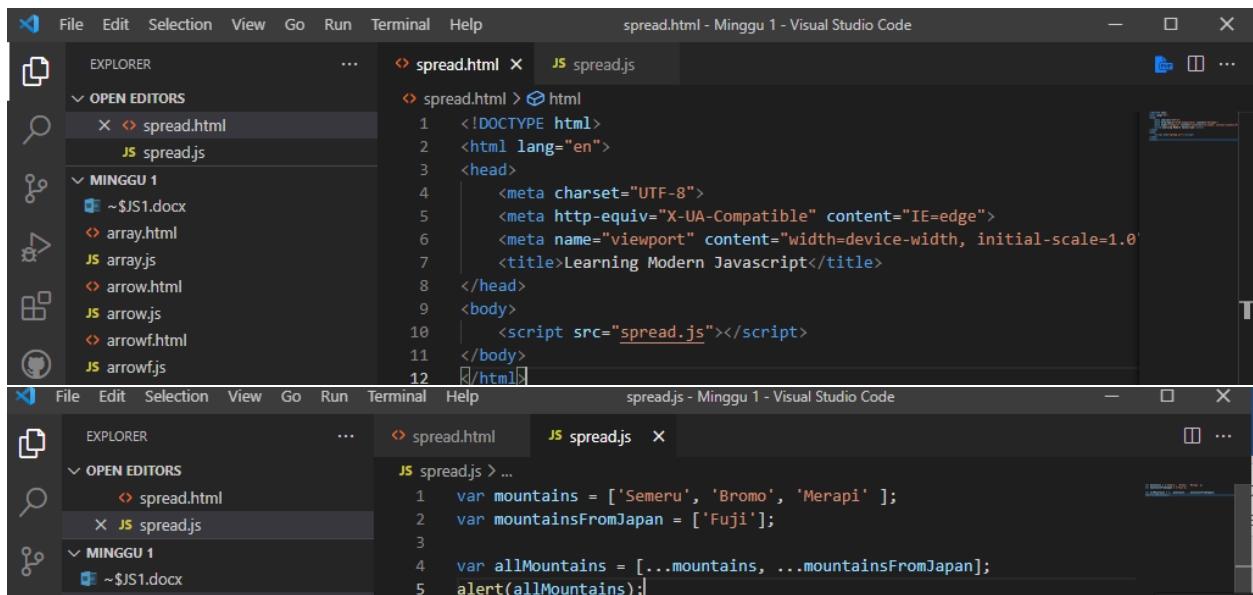 File Edit Selection View Go Run Terminal Help spread.html - Minggu 1 - Visual Studio Code
EXPLORER ... spread.html JS spread.js ...
OPEN EDITORS spread.html > html
spread.html
JS spread.js
MINGGU 1
~$JS1.docx
array.html
JS array.js
arrow.html
JS arrow.js
arrowf.html
JS arrowf.js
1 <!DOCTYPE html>
2 <html lang="en">
3 <head>
4 <meta charset="UTF-8">
5 <meta http-equiv="X-UA-Compatible" content="IE=edge">
6 <meta name="viewport" content="width=device-width, initial-scale=1.0"
7 <title>Learning Modern Javascript</title>
8 </head>
9 <body>
10 <script src="spread.js"></script>
11 </body>
12 </html>
File Edit Selection View Go Run Terminal Help spread.js - Minggu 1 - Visual Studio Code
EXPLORER ... spread.html JS spread.js ...
OPEN EDITORS JS spread.js > ...
spread.html
JS spread.js
MINGGU 1
~$JS1.docx
1 var mountains = ['Semeru', 'Bromo', 'Merapi' ];
2 var mountainsFromJapan = ['Fuji'];
3
4 var allMountains = [...mountains, ...mountainsFromJapan];
5 alert(allMountains);